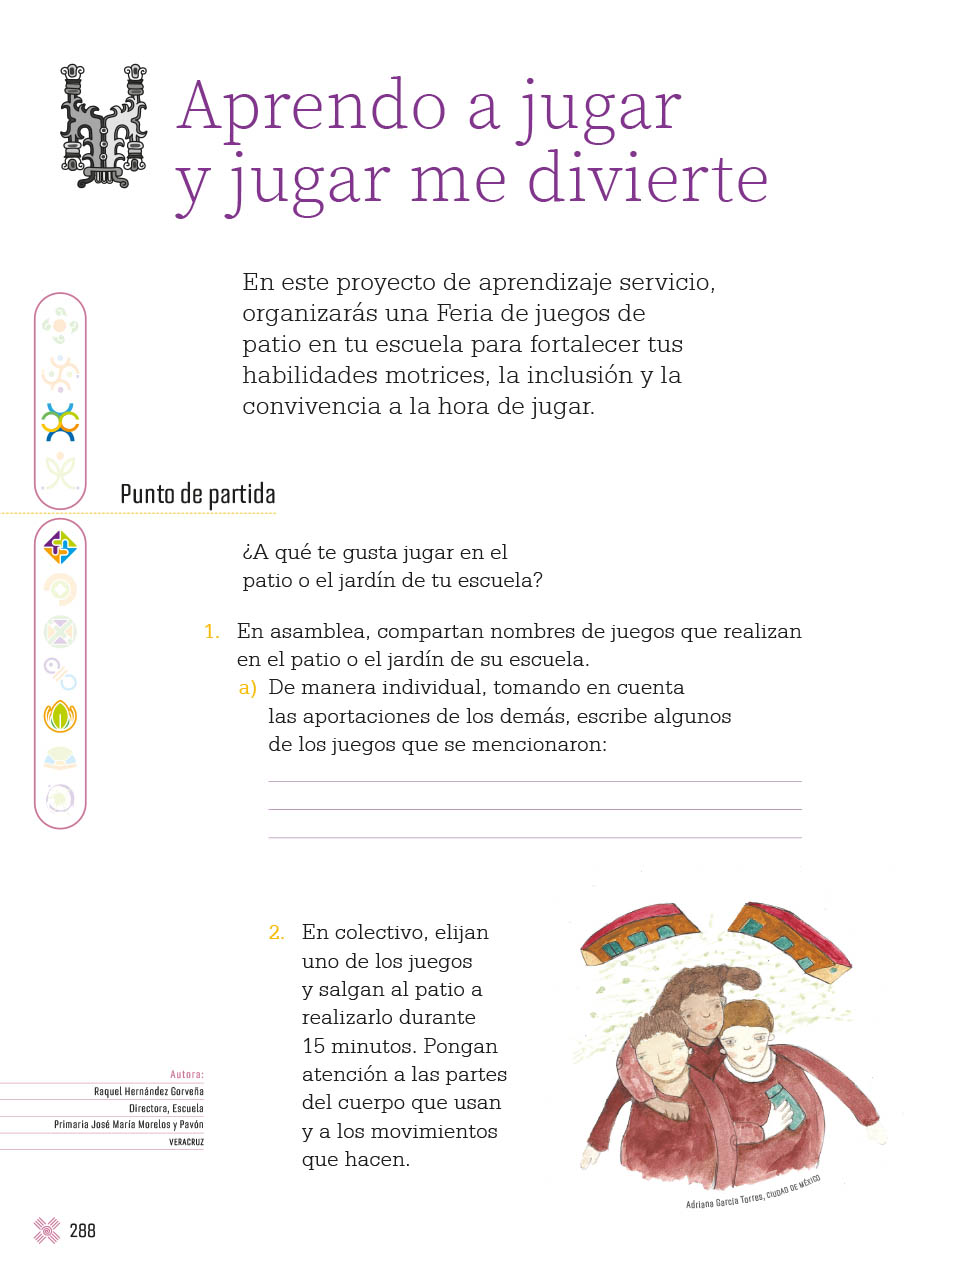 Aprendo a jugar
y jugar me divierte
En este proyecto de aprendizaje servicio,
organizarás una Feria de juegos de
patio en tu escuela para fortalecer tus
habilidades motrices, la inclusión y la
convivencia a la hora de jugar.
Punto de partida
¿A qué te gusta jugar en el
patio o el jardín de tu escuela?
1. En asamblea, compartan nombres de juegos que realizan
en el patio o el jardín de su escuela.
a) De manera individual, tomando en cuenta
las aportaciones de los demás, escribe algunos
de los juegos que se mencionaron:
2. En colectivo, elijan
uno de los juegos
y salgan al patio a
realizarlo durante
15 minutos. Pongan
atención a las partes
del cuerpo que usan
y a los movimientos
que hacen.
Adriana García Torres, CIUDAD DE MÉXICO
Autora:
Raquel Hernández Gorveña
Directora, Escuela
Primaria José María Morelos y Pavón
VERACRUZ
288